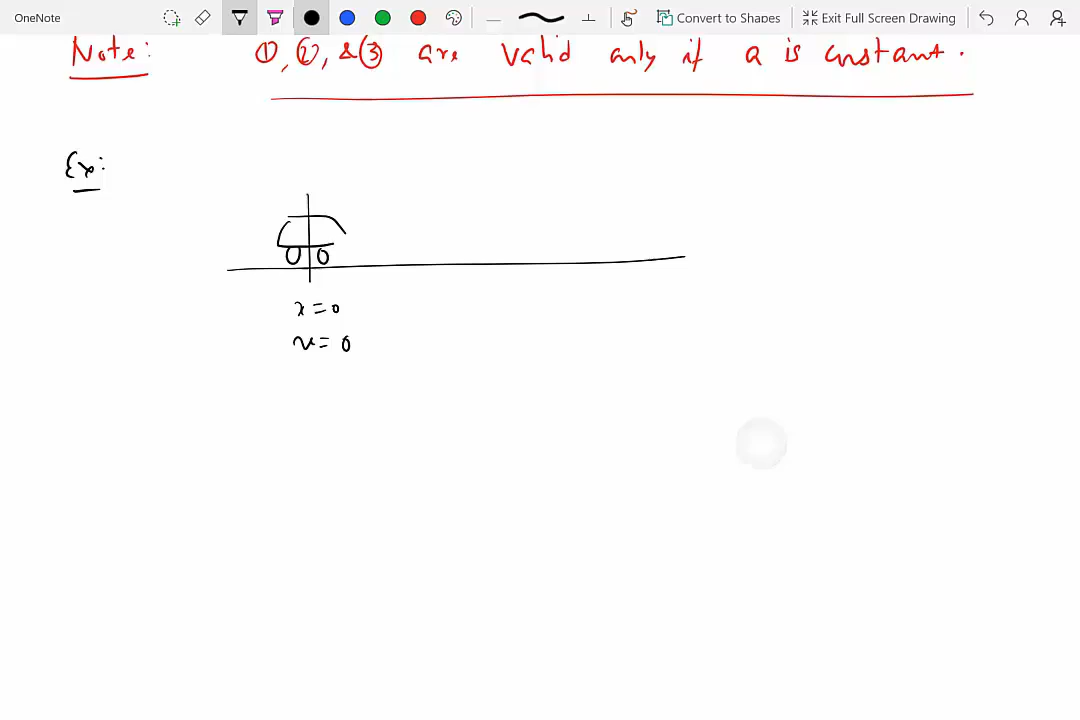 OneNote Convert to Shapes Exit Full Screen Drawing
Note: ①, ②, & ③ are valid only if a is constant.
Ex:
x = 0
v = 0